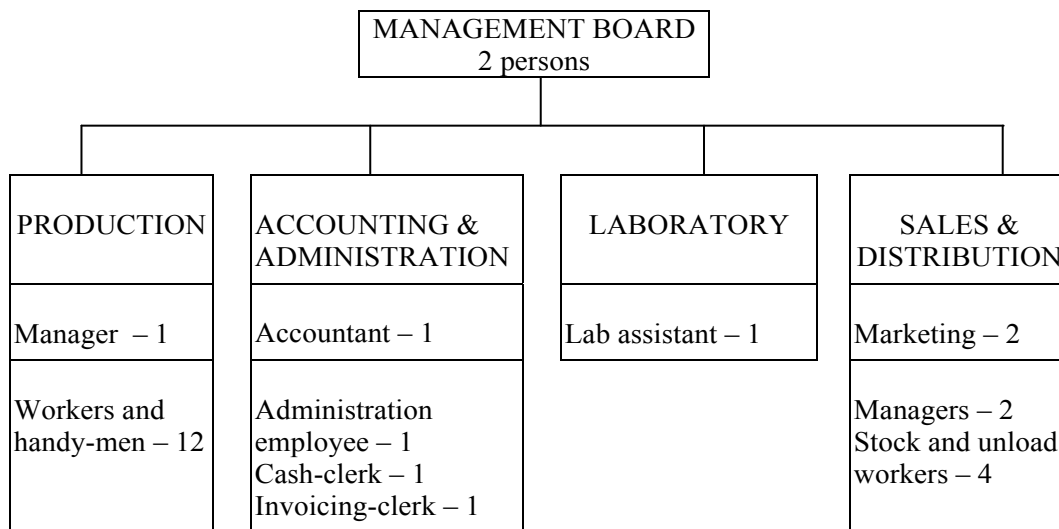 MANAGEMENT BOARD
2 persons
PRODUCTION
Manager – 1
Workers and
handy-men – 12
ACCOUNTING &
ADMINISTRATION
Accountant – 1
Administration
employee – 1
Cash-clerk – 1
Invoicing-clerk – 1
LABORATORY
Lab assistant – 1
SALES &
DISTRIBUTION
Marketing – 2
Managers – 2
Stock and unload
workers – 4